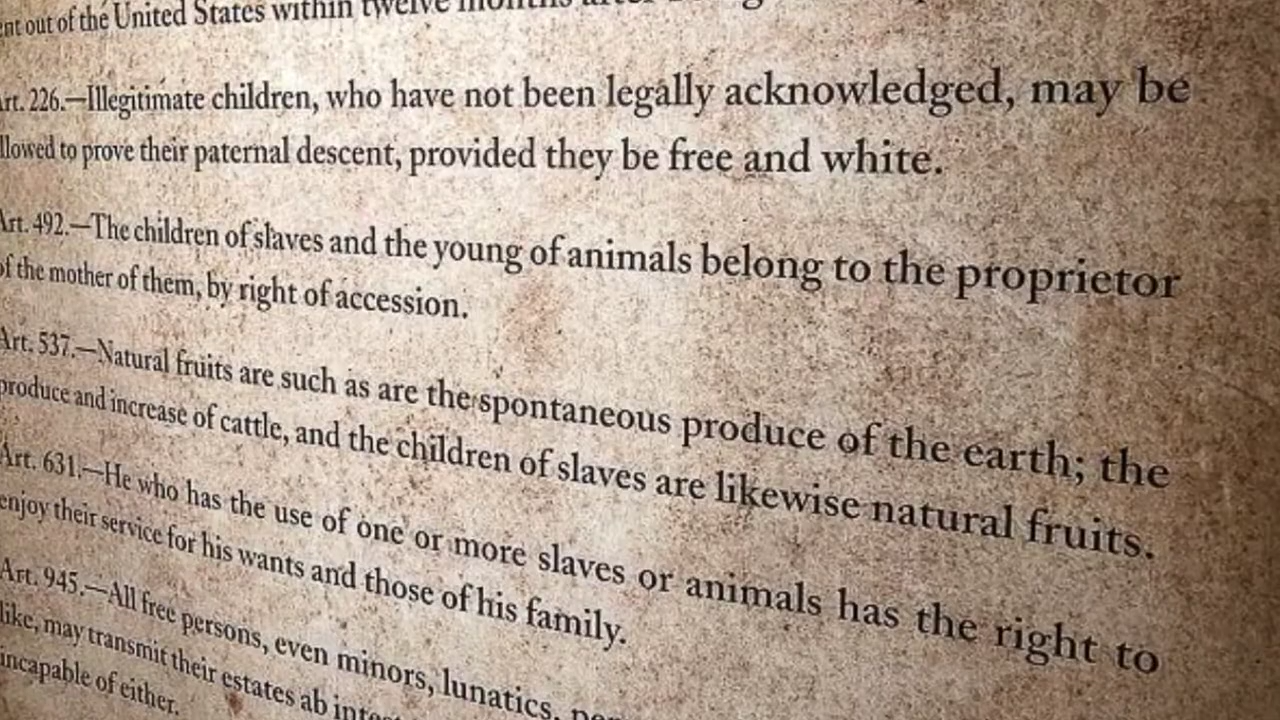 ent out of the United States within twelve months after
Art. 226.—Illegitimate children, who have not been legally acknowledged, may be
llowed to prove their paternal descent, provided they be free and white.
Art. 492.—The children of slaves and the young of animals belong to the proprietor
of the mother of them, by right of accession.
Art. 537.—Natural fruits are such as are the spontaneous produce of the earth; the
produce and increase of cattle, and the children of slaves are likewise natural fruits.
Art. 631.—He who has the use of one or more slaves or animals has the right to
enjoy their service for his wants and those of his family.
Art. 945.—All free persons, even minors, lunatics,
like, may transmit their estates ab
incapable of either.